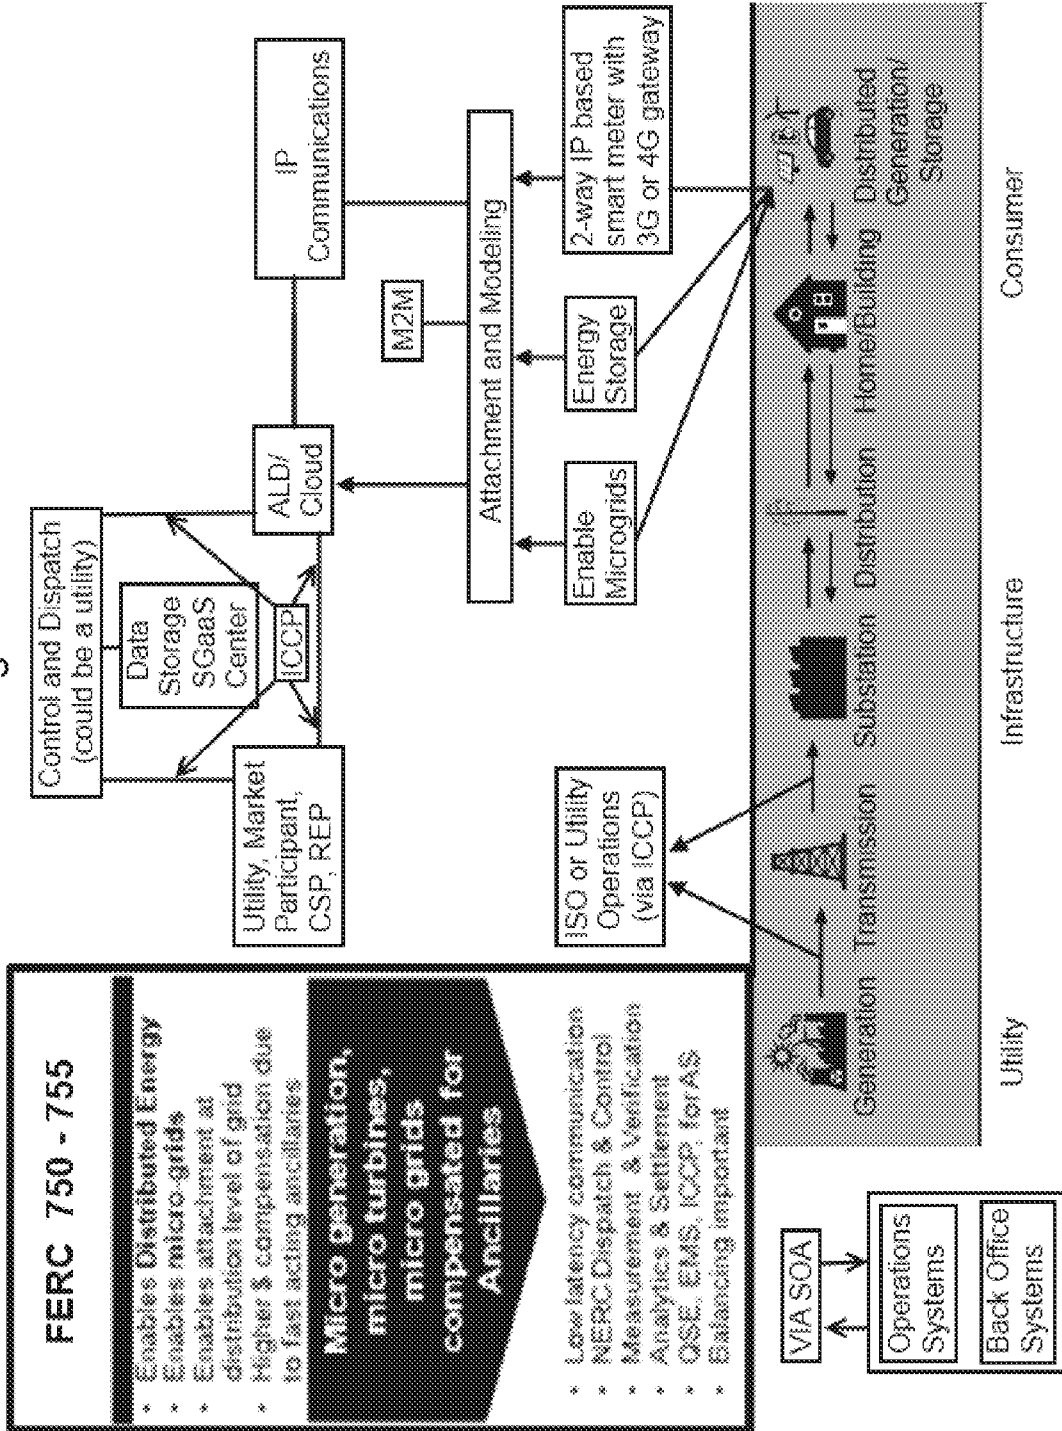 FERC 750 - 755
• Enables Distributed Energy
• Enables micro grids
• Enables attachment at
distribution level of grid
• Higher $ compensation due
to fast acting ancillaries
Micro generation,
micro turbines,
micro grids
compensated for
Ancillaries
• Low latency communication
• NERC Dispatch & Control
• Measurement & Verification
• Analytics & Settlement
• QSE, EMS, ICCP, for AS
• Balancing important
Control and Dispatch
(could be a utility)
Data
Storage
SGaaS
Center
ICCP
Utility, Market
Participant,
CSP, REP
ALD/
Cloud
IP
Communications
M2M
Attachment and Modeling
Enable
Microgrids
Energy
Storage
2-way IP based
smart meter with
3G or 4G gateway
ISO or Utility
Operations
(via ICCP)
VIA SOA
Operations
Systems
Back Office
Systems
Generation Transmission Substation Distribution Home/Building Distributed
Generation/
Storage
Utility Infrastructure Consumer